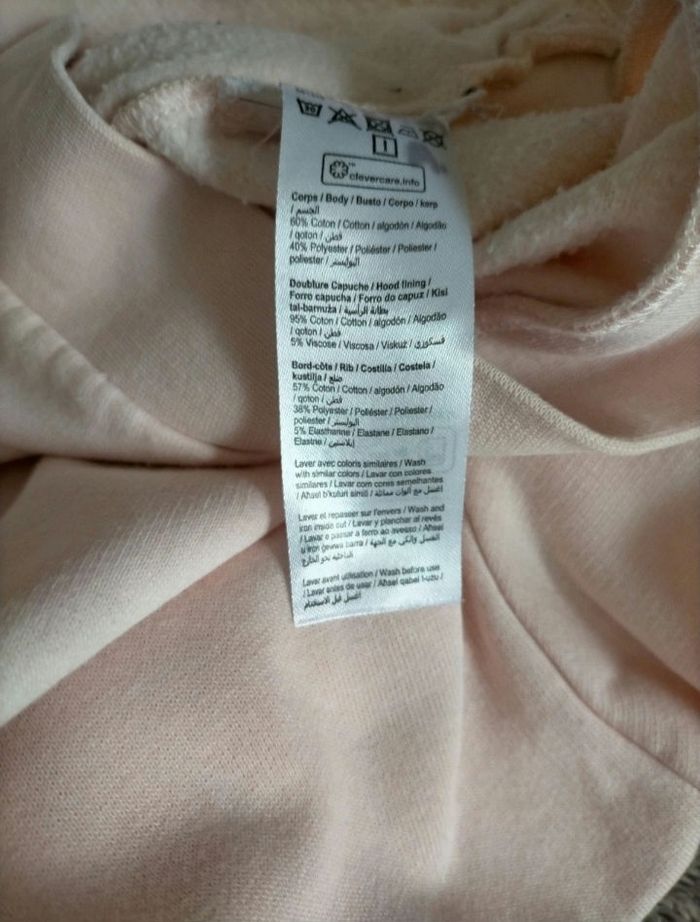 clevercare.info
Corps / Body / Busto / Corpo / korp
/ الجسم
60% Coton / Cotton / algodón / Algodão
/ qoton / قطن
40% Polyester / Poliéster / Poliester /
poliester / البوليستر
Doublure Capuche / Hood lining /
Forro capucha / Forro do capuz / Kisi
tal-barnuża / بطانة الرأسية
95% Coton / Cotton / algodón / Algodão
/ qoton / قطن
5% Viscose / Viscosa / Viskuż / فسكوزي
Bord-côte / Rib / Costilla / Costela /
kustilja / ضلع
57% Coton / Cotton / algodón / Algodão
/ qoton / قطن
38% Polyester / Poliéster / Poliester /
poliester / البوليستر
5% Elasthanne / Elastane / Elastano /
Elastne / إيلاستين
Laver avec coloris similaires / Wash
with similar colors / Lavar con colores
similares / Lavar com cores semelhantes
/ Aħsel b'kuluri simili / اغسل مع ألوان مماثلة
Laver et repasser sur l'envers / Wash and
iron inside out / Lavar y planchar al revés
/ Lavar e passar a ferro ao avesso / Aħsel
u iron ġewwa barra / الغسيل والكي مع الجهة
الداخلية نحو الخارج
Laver avant utilisation / Wash before use
/ Lavar antes de usar / Aħsel qabel l-użu /
اغسل قبل الاستخدام